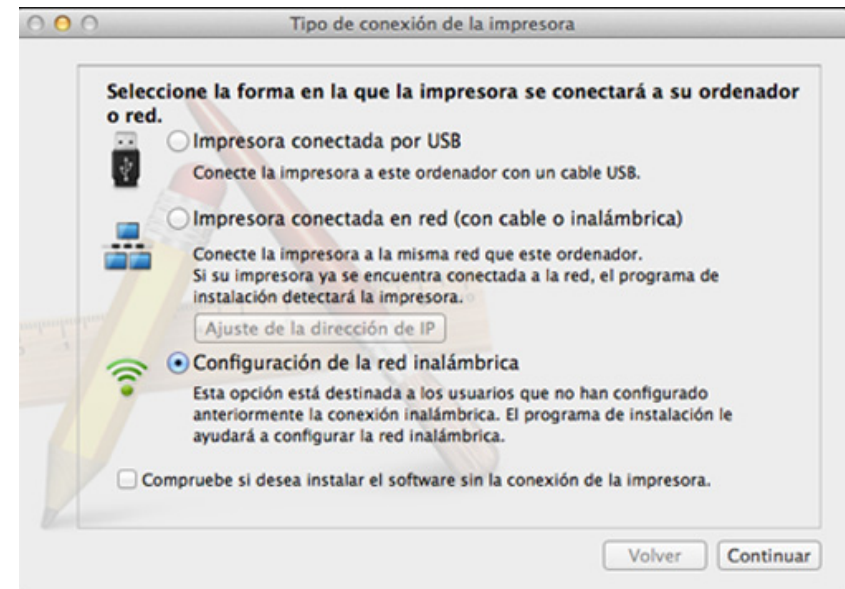 Tipo de conexión de la impresora
Seleccione la forma en la que la impresora se conectará a su ordenador
o red.
Impresora conectada por USB
Conecte la impresora a este ordenador con un cable USB.
Impresora conectada en red (con cable o inalámbrica)
Conecte la impresora a la misma red que este ordenador.
Si su impresora ya se encuentra conectada a la red, el programa de
instalación detectará la impresora.
Ajuste de la dirección de IP
Configuración de la red inalámbrica
Esta opción está destinada a los usuarios que no han configurado
anteriormente la conexión inalámbrica. El programa de instalación le
ayudará a configurar la red inalámbrica.
Compruebe si desea instalar el software sin la conexión de la impresora.
Volver
Continuar